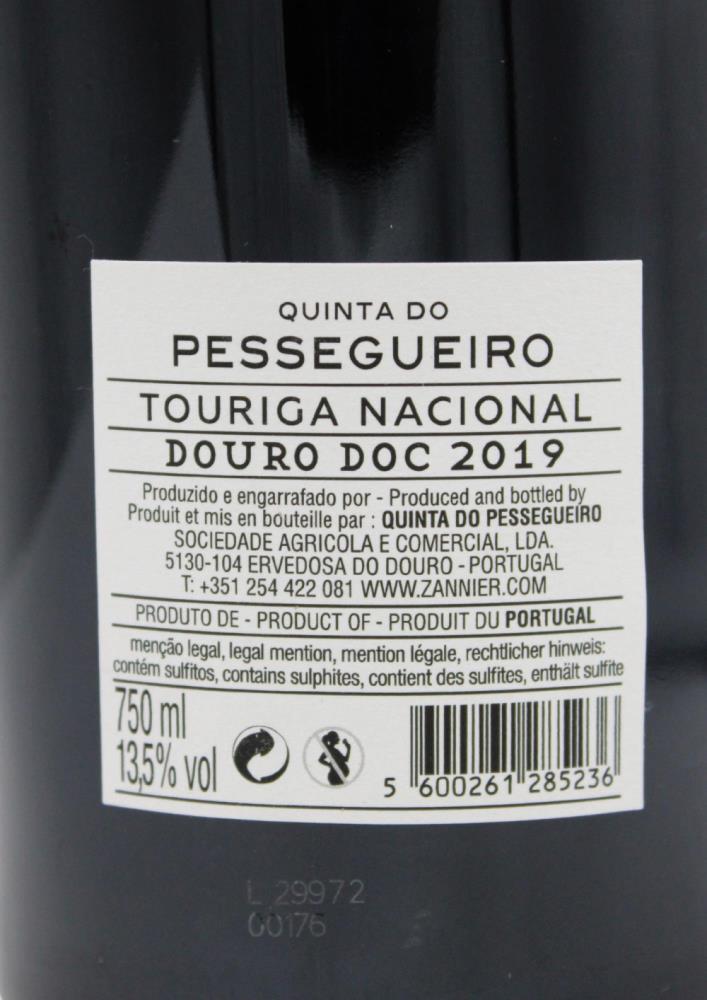 QUINTA DO
PESSEGUEIRO
TOURIGA NACIONAL
DOURO DOC 2019
Produzido e engarrafado por - Produced and bottled by
Produit et mis en bouteille par : QUINTA DO PESSEGUEIRO
SOCIEDADE AGRICOLA E COMERCIAL, LDA.
5130-104 ERVEDOSA DO DOURO - PORTUGAL
T: +351 254 422 081 WWW.ZANNIER.COM
PRODUTO DE - PRODUCT OF - PRODUIT DU PORTUGAL
menção legal, legal mention, mention légale, rechtlicher hinweis:
contém sulfitos, contains sulphites, contient des sulfites, enthält sulfite
750 ml
13,5% vol
5 600261 285236
L 29972
00176